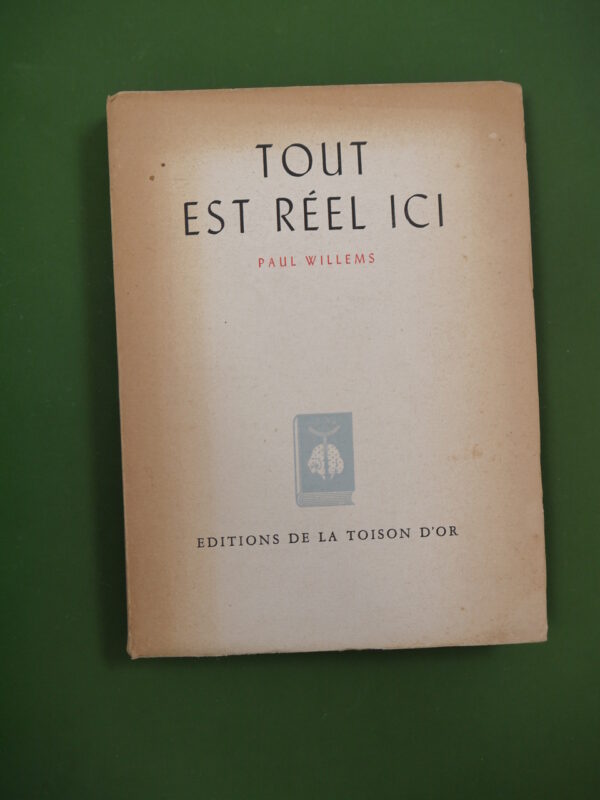 TOUT
EST RÉEL ICI
PAUL WILLEMS
EDITIONS DE LA TOISON D'OR